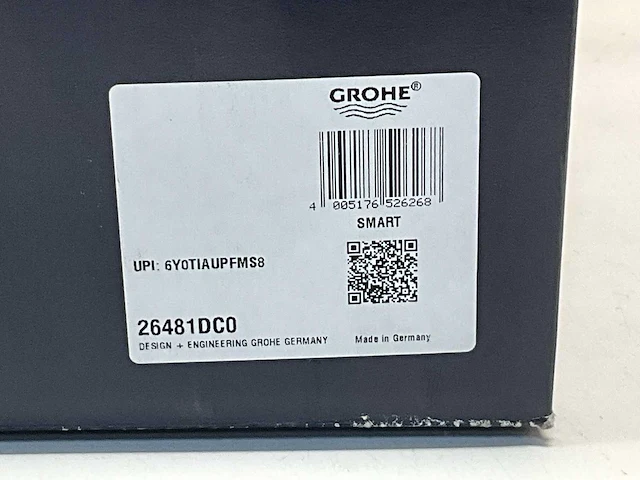 GROHE®
4 005176 526268
SMART
UPI: 6Y0TIAUPFMS8
26481DC0
DESIGN + ENGINEERING GROHE GERMANY
Made in Germany